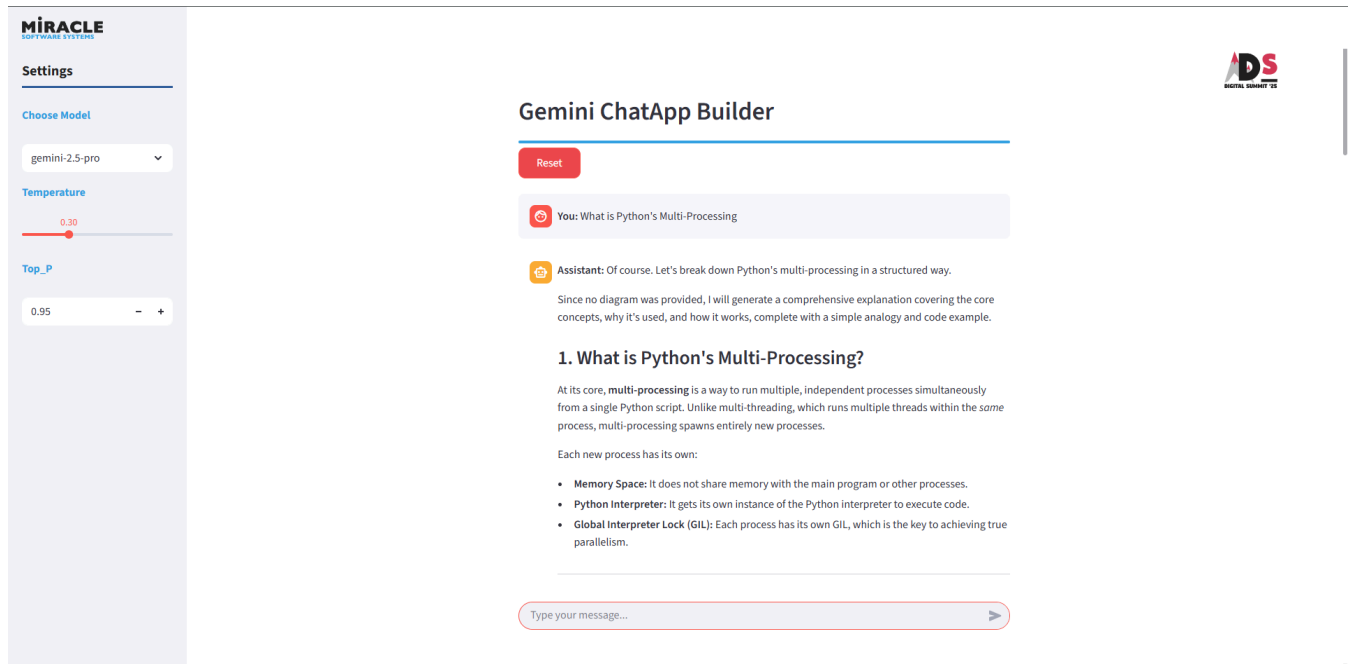 MİRACLE
SOFTWARE SYSTEMS
Settings
Choose Model
gemini-2.5-pro
Temperature
0.30
Top_P
0.95
- +
ADS
DIGITAL SUMMIT '25
Gemini ChatApp Builder
Reset
You: What is Python's Multi-Processing
Assistant: Of course. Let's break down Python's multi-processing in a structured way.
Since no diagram was provided, I will generate a comprehensive explanation covering the core
concepts, why it's used, and how it works, complete with a simple analogy and code example.
1. What is Python's Multi-Processing?
At its core, multi-processing is a way to run multiple, independent processes simultaneously
from a single Python script. Unlike multi-threading, which runs multiple threads within the same
process, multi-processing spawns entirely new processes.
Each new process has its own:
• Memory Space: It does not share memory with the main program or other processes.
• Python Interpreter: It gets its own instance of the Python interpreter to execute code.
• Global Interpreter Lock (GIL): Each process has its own GIL, which is the key to achieving true
parallelism.
Type your message...